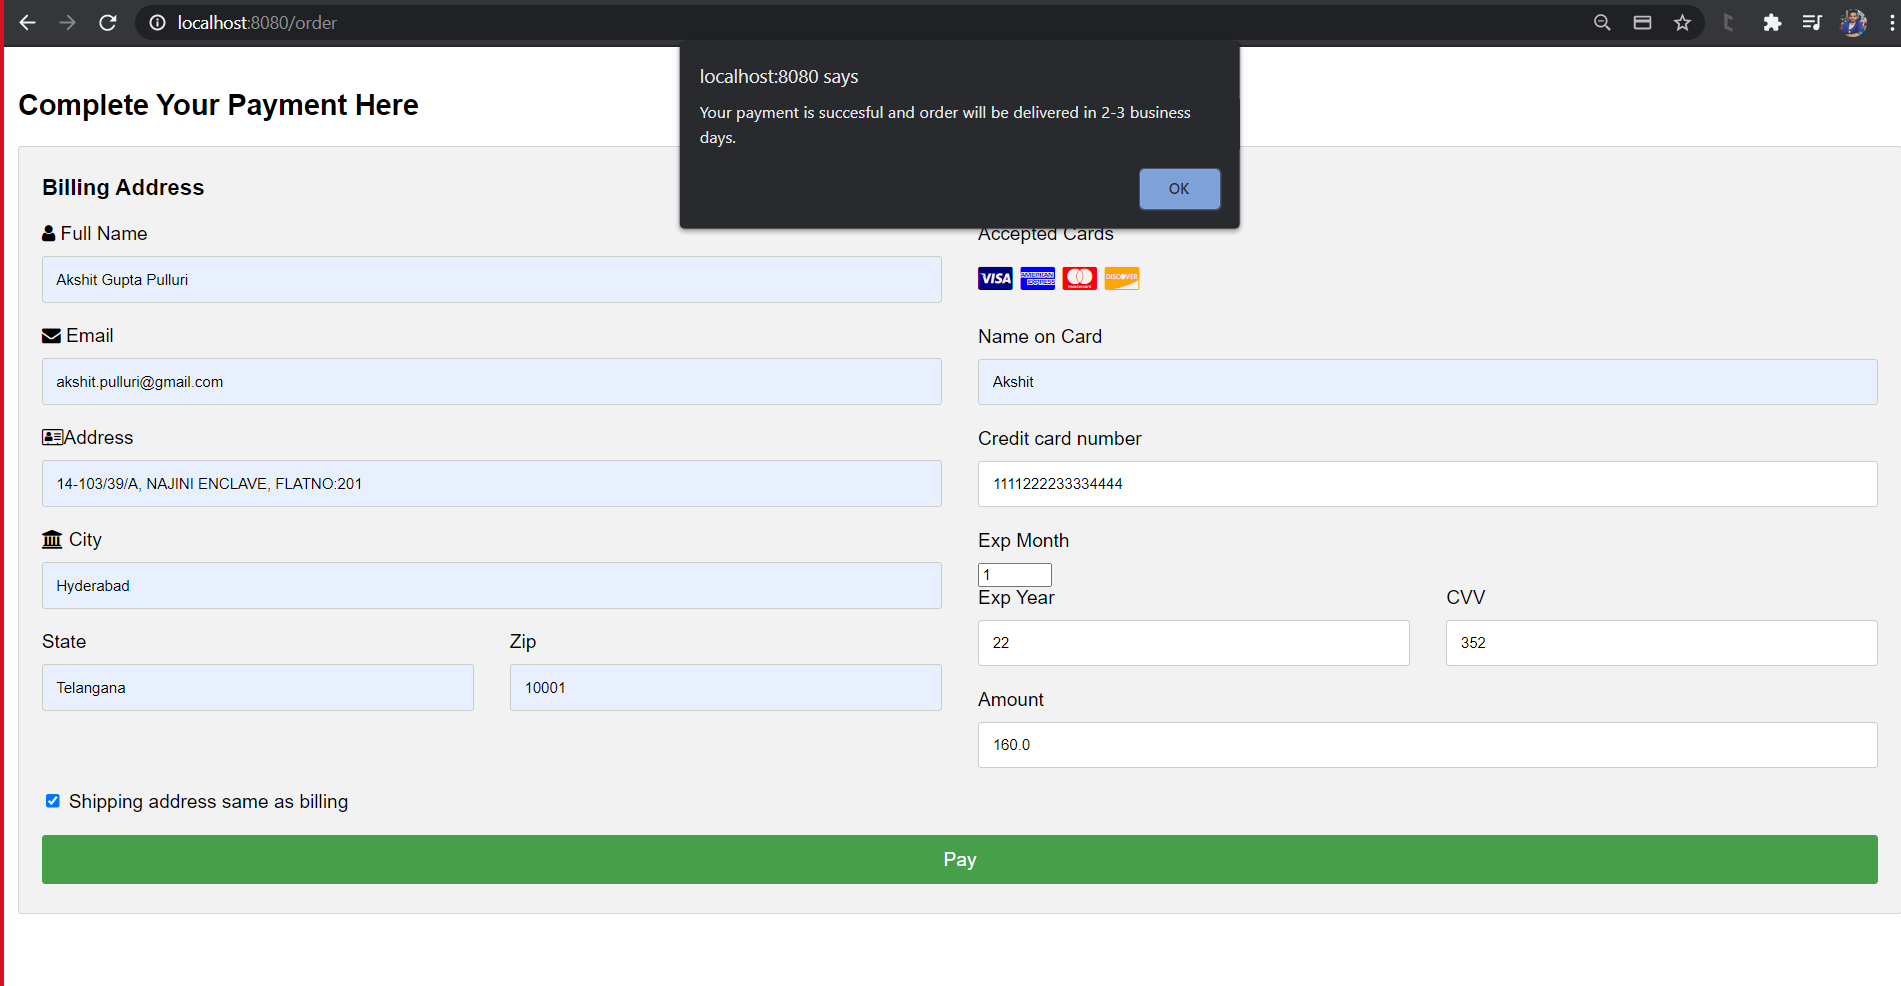 localhost:8080/order
localhost:8080 says
Your payment is succesful and order will be delivered in 2-3 business
days.
OK
Complete Your Payment Here
Billing Address
Full Name
Akshit Gupta Pulluri
Email
akshit.pulluri@gmail.com
Address
14-103/39/A, NAJINI ENCLAVE, FLATNO:201
City
Hyderabad
State
Zip
Telangana
10001
Accepted Cards
VISA AMERICAN EXPRESS mastercard DISCOVER
Name on Card
Akshit
Credit card number
1111222233334444
Exp Month
1
Exp Year
CVV
22
352
Amount
160.0
Shipping address same as billing
Pay